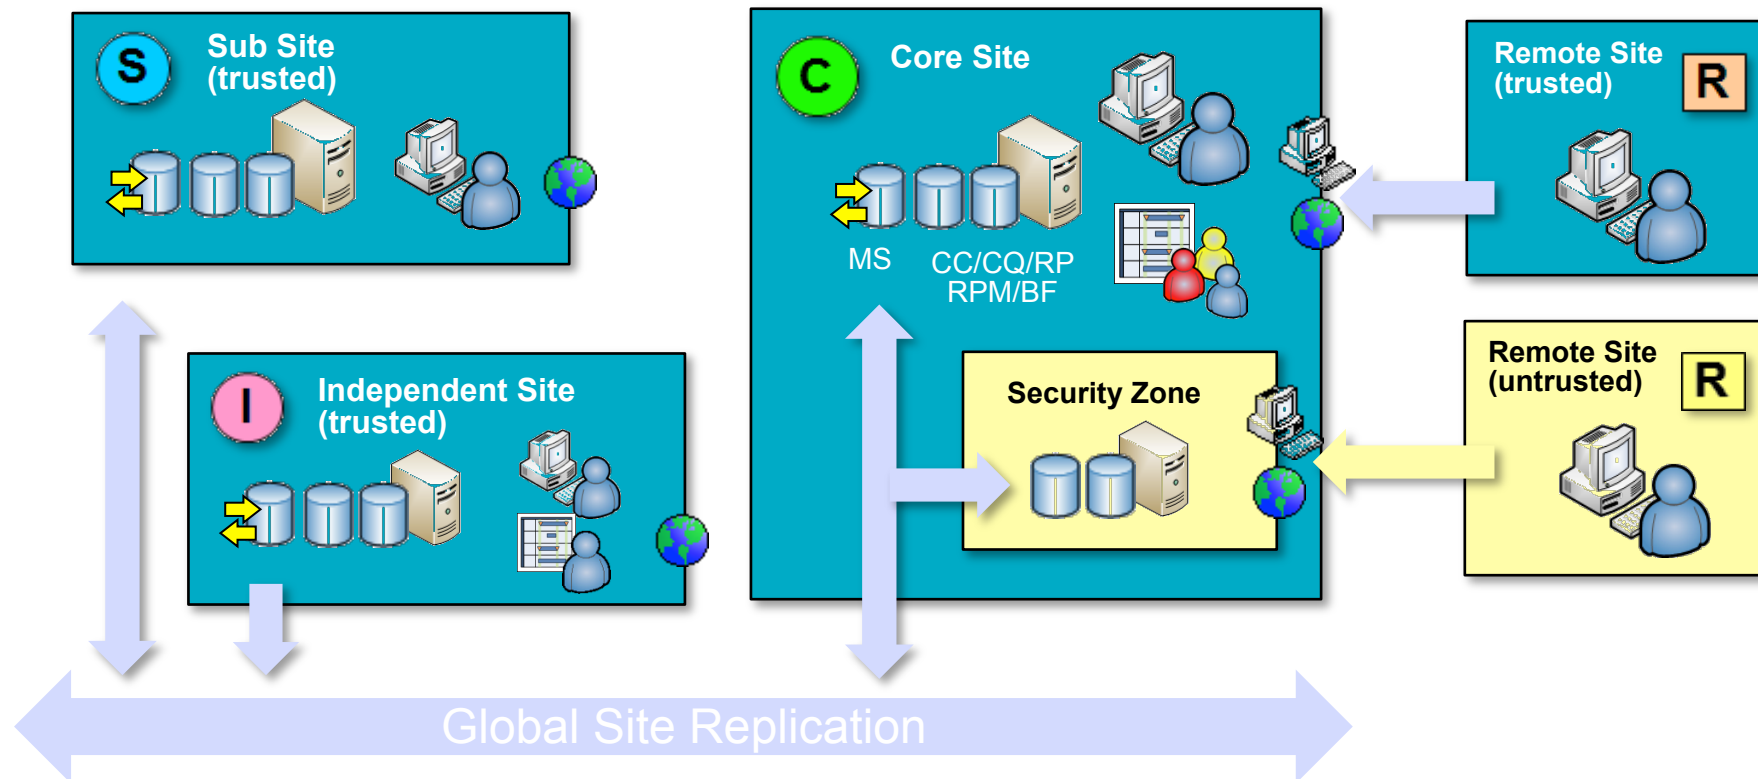 S
Sub Site
(trusted)
C
Core Site
MS
CC/CQ/RP
RPM/BF
Remote Site
(trusted)
R
I
Independent Site
(trusted)
Security Zone
Remote Site
(untrusted)
R
Global Site Replication